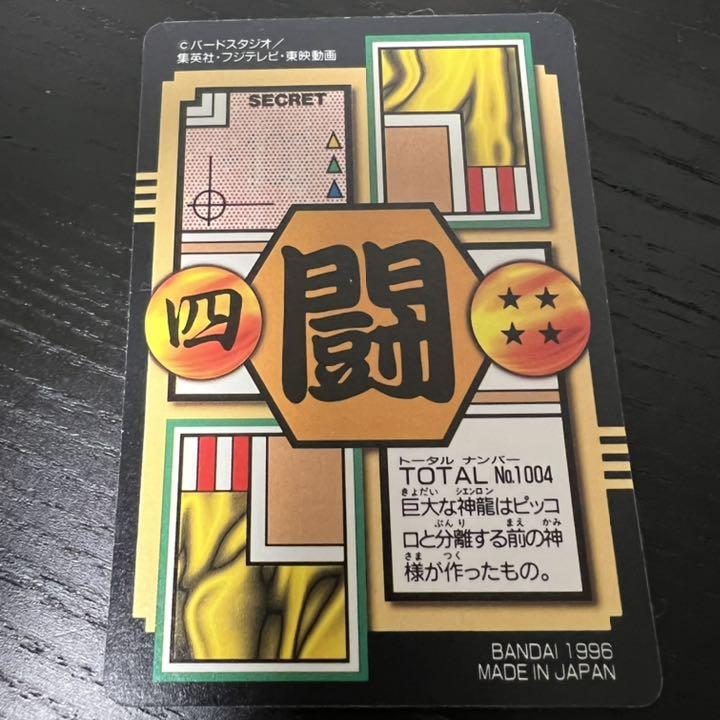 ©バードスタジオ/
集英社・フジテレビ・東映動画
SECRET
四
闘
トータル ナンバー
TOTAL No.1004
きょだい シエンロン
巨大な神龍はピッコ
ぶんり まえ かみ
ロと分離する前の神
さま つく
様が作ったもの。
BANDAI 1996
MADE IN JAPAN